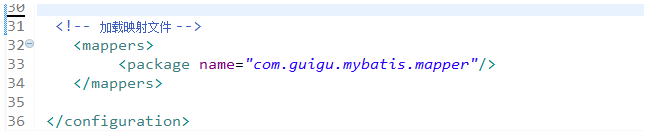 30
31 <!-- 加载映射文件 -->
32 <mappers>
33 <package name="com.guigu.mybatis.mapper"/>
34 </mappers>
35
36 </configuration>